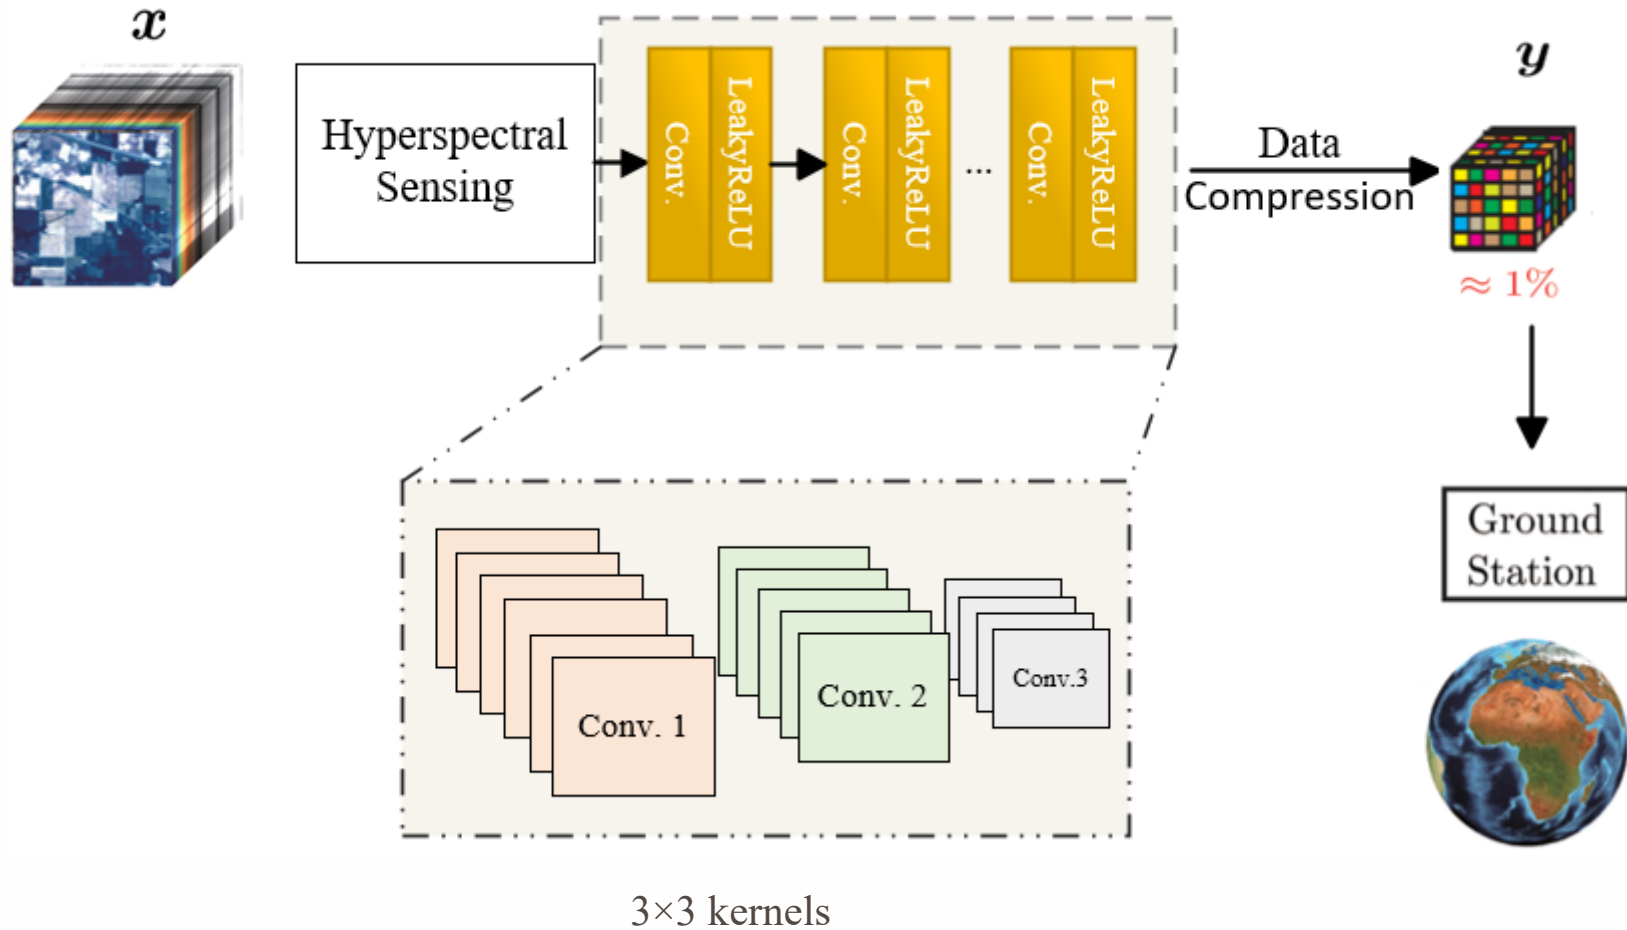 x
Hyperspectral
Sensing
Conv.
LeakyReLU
Conv.
LeakyReLU
...
Conv.
LeakyReLU
Data
Compression
y
≈ 1%
Ground
Station
Conv. 1
Conv. 2
Conv.3
3×3 kernels